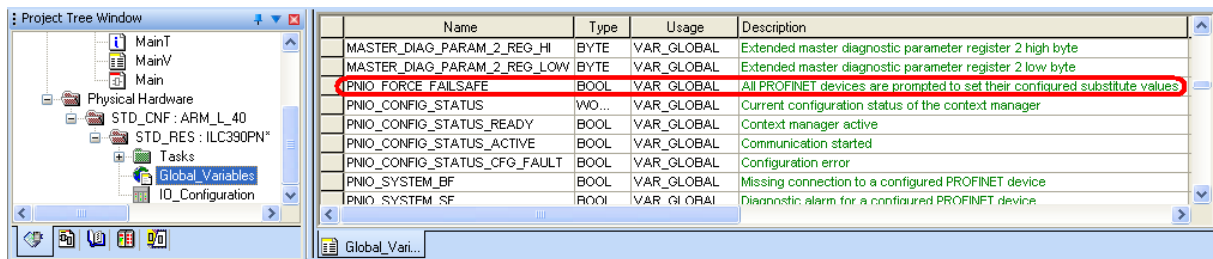 Project Tree Window
MainT
MainV
Main
Physical Hardware
STD_CNF : ARM_L_40
STD_RES : ILC390PN*
Tasks
Global_Variables
IO_Configuration
Name Type Usage Description
MASTER_DIAG_PARAM_2_REG_HI BYTE VAR_GLOBAL Extended master diagnostic parameter register 2 high byte
MASTER_DIAG_PARAM_2_REG_LOW BYTE VAR_GLOBAL Extended master diagnostic parameter register 2 low byte
PNIO_FORCE_FAILSAFE BOOL VAR_GLOBAL All PROFINET devices are prompted to set their configured substitute values
PNIO_CONFIG_STATUS WO... VAR_GLOBAL Current configuration status of the context manager
PNIO_CONFIG_STATUS_READY BOOL VAR_GLOBAL Context manager active
PNIO_CONFIG_STATUS_ACTIVE BOOL VAR_GLOBAL Communication started
PNIO_CONFIG_STATUS_CFG_FAULT BOOL VAR_GLOBAL Configuration error
PNIO_SYSTEM_BF BOOL VAR_GLOBAL Missing connection to a configured PROFINET device
PNIO_SYSTEM_SF BOOL VAR_GLOBAL Diagnostic alarm for a configured PROFINET device
Global_Vari...